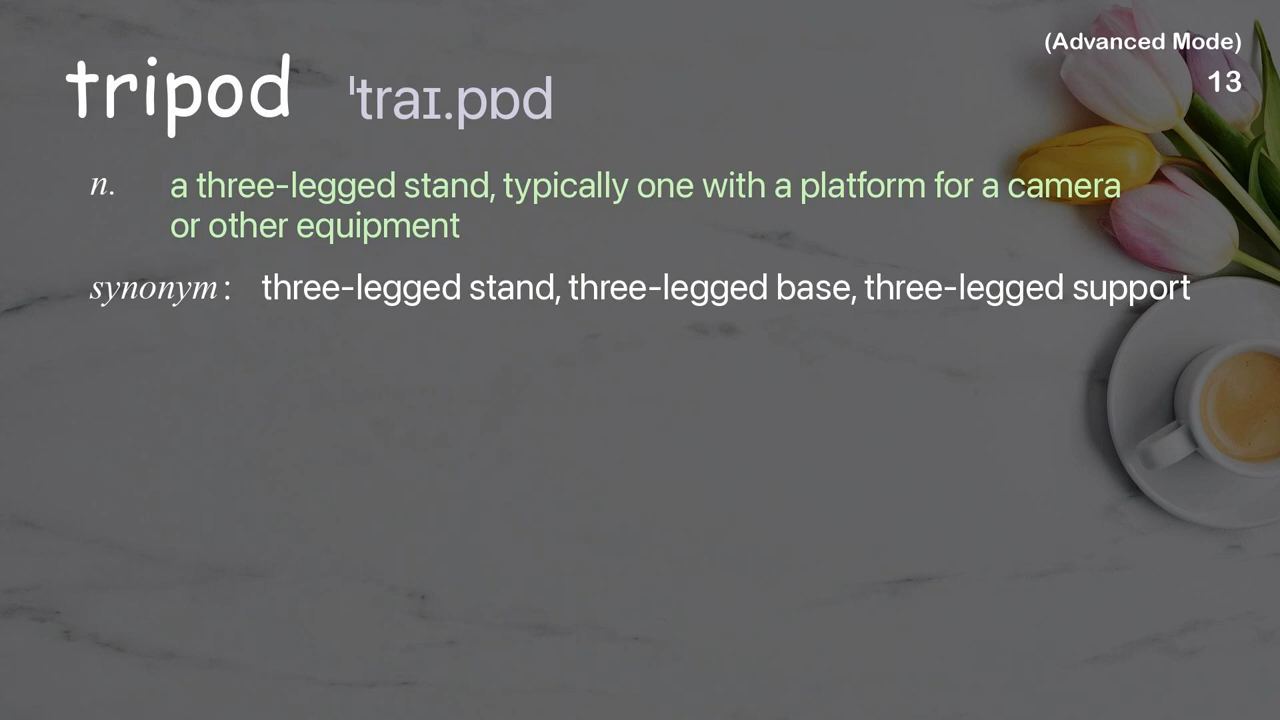 (Advanced Mode)
13
tripod ˈtraɪ.pɒd
n. a three-legged stand, typically one with a platform for a camera
or other equipment
synonym: three-legged stand, three-legged base, three-legged support